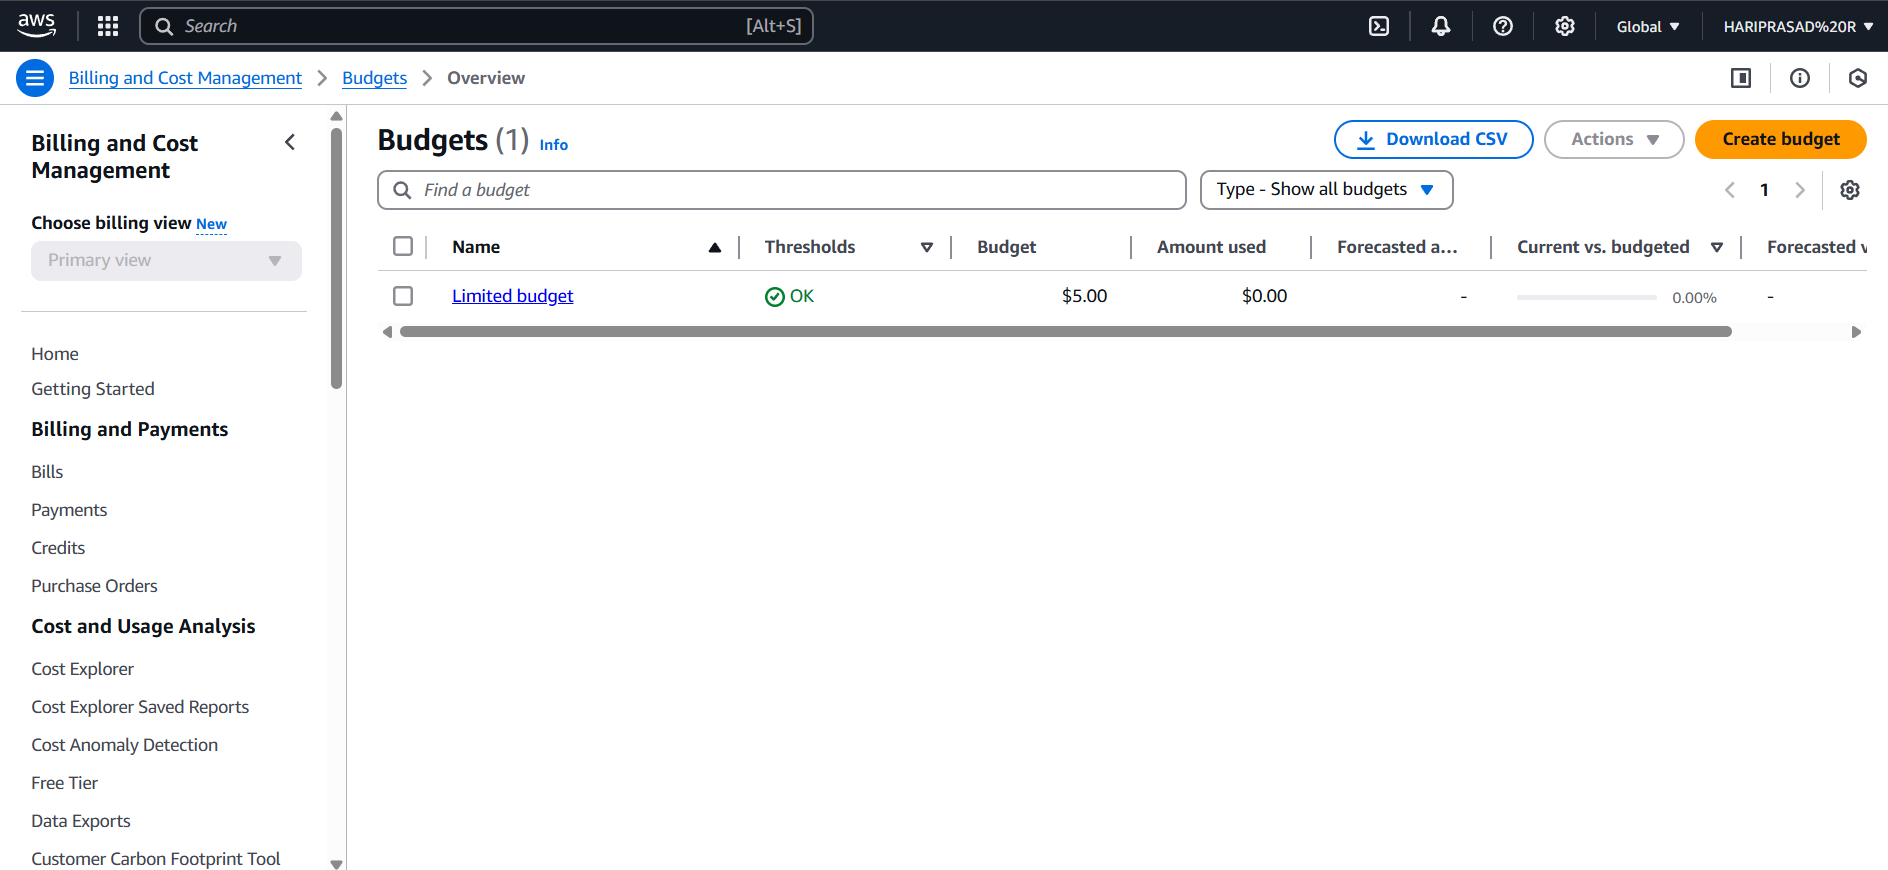 aws
Search [Alt+S]
Global
HARIPRASAD%20R
Billing and Cost Management
Budgets
Overview
Billing and Cost
Management
Choose billing view New
Primary view
Home
Getting Started
Billing and Payments
Bills
Payments
Credits
Purchase Orders
Cost and Usage Analysis
Cost Explorer
Cost Explorer Saved Reports
Cost Anomaly Detection
Free Tier
Data Exports
Customer Carbon Footprint Tool
Budgets (1) Info
Download CSV
Actions
Create budget
Find a budget
Type - Show all budgets
1
Name Thresholds Budget Amount used Forecasted a... Current vs. budgeted Forecasted v
Limited budget OK $5.00 $0.00 - 0.00% -